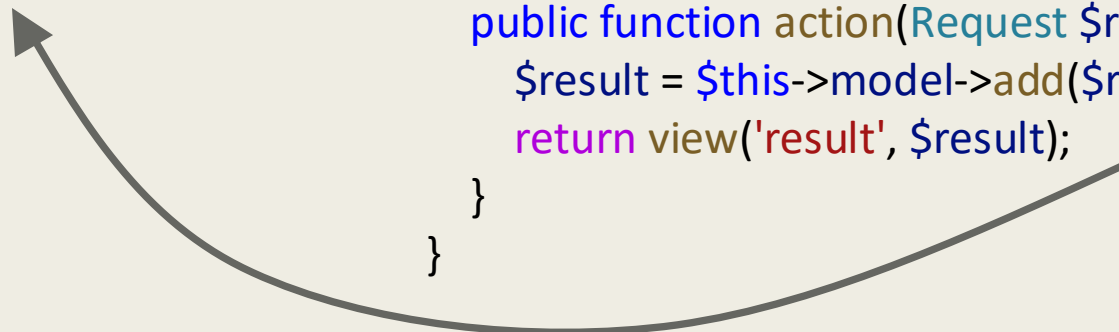 public function action(Request $r
$result = $this->model->add($r
return view('result', $result);
}
}